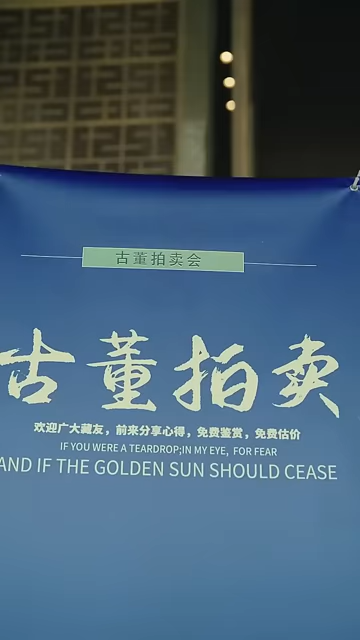 古董拍卖会
古董拍卖
欢迎广大藏友，前来分享心得，免费鉴赏，免费估价
IF YOU WERE A TEARDROP;IN MY EYE, FOR FEAR
AND IF THE GOLDEN SUN SHOULD CEASE